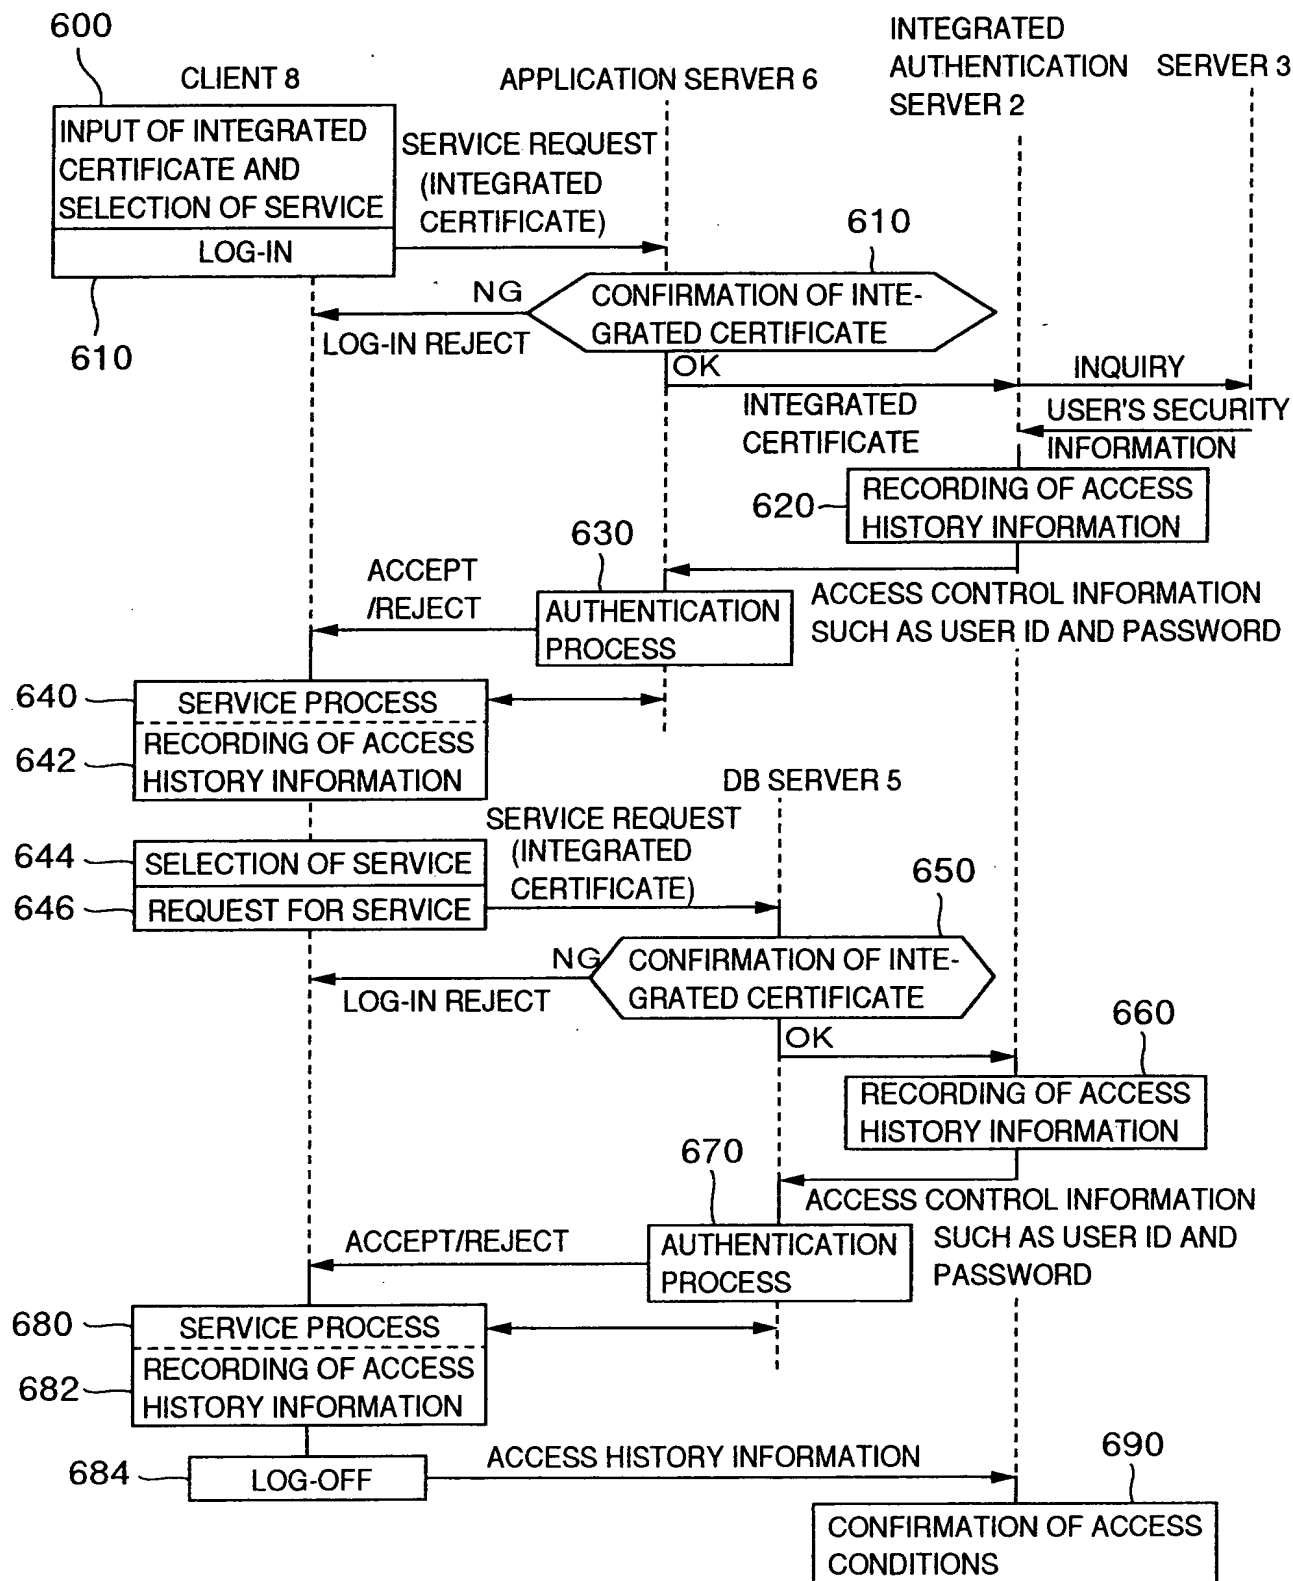 600
CLIENT 8
APPLICATION SERVER 6
INTEGRATED
AUTHENTICATION
SERVER 2
SERVER 3
INPUT OF INTEGRATED
CERTIFICATE AND
SELECTION OF SERVICE
LOG-IN
610
SERVICE REQUEST
(INTEGRATED
CERTIFICATE)
610
CONFIRMATION OF INTE-
GRATED CERTIFICATE
NG
LOG-IN REJECT
OK
INTEGRATED
CERTIFICATE
INQUIRY
USER'S SECURITY
INFORMATION
620
RECORDING OF ACCESS
HISTORY INFORMATION
630
ACCEPT
/REJECT
AUTHENTICATION
PROCESS
ACCESS CONTROL INFORMATION
SUCH AS USER ID AND PASSWORD
640
SERVICE PROCESS
642
RECORDING OF ACCESS
HISTORY INFORMATION
DB SERVER 5
644
SELECTION OF SERVICE
646
REQUEST FOR SERVICE
SERVICE REQUEST
(INTEGRATED
CERTIFICATE)
650
CONFIRMATION OF INTE-
GRATED CERTIFICATE
NG
LOG-IN REJECT
OK
660
RECORDING OF ACCESS
HISTORY INFORMATION
670
ACCESS CONTROL INFORMATION
SUCH AS USER ID AND
PASSWORD
ACCEPT/REJECT
AUTHENTICATION
PROCESS
680
SERVICE PROCESS
682
RECORDING OF ACCESS
HISTORY INFORMATION
684
LOG-OFF
ACCESS HISTORY INFORMATION
690
CONFIRMATION OF ACCESS
CONDITIONS